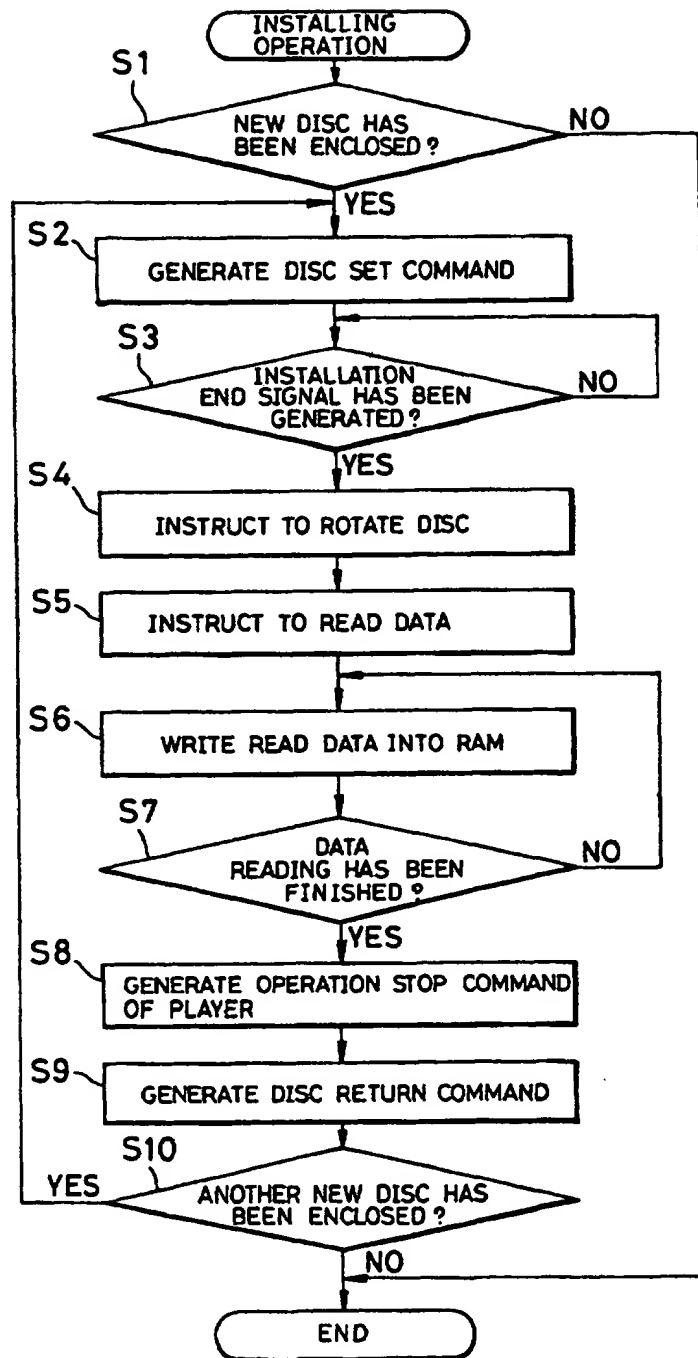 INSTALLING
OPERATION
S1
NEW DISC HAS
BEEN ENCLOSED?
NO
YES
S2
GENERATE DISC SET COMMAND
S3
INSTALLATION
END SIGNAL HAS BEEN
GENERATED?
NO
YES
S4
INSTRUCT TO ROTATE DISC
S5
INSTRUCT TO READ DATA
S6
WRITE READ DATA INTO RAM
S7
DATA
READING HAS BEEN
FINISHED?
NO
YES
S8
GENERATE OPERATION STOP COMMAND
OF PLAYER
S9
GENERATE DISC RETURN COMMAND
S10
YES
ANOTHER NEW DISC HAS
BEEN ENCLOSED?
NO
END